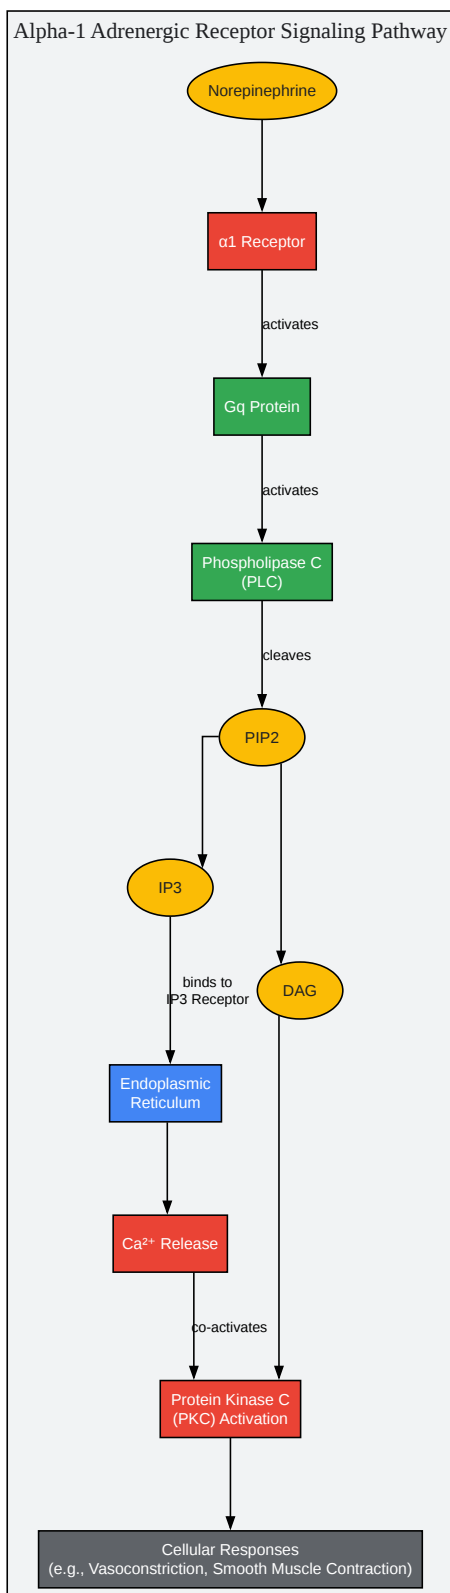 Alpha-1 Adrenergic Receptor Signaling Pathway
Norepinephrine
α1 Receptor
activates
Gq Protein
activates
Phospholipase C
(PLC)
cleaves
PIP2
IP3
binds to
IP3 Receptor
DAG
Endoplasmic
Reticulum
Ca²⁺ Release
co-activates
Protein Kinase C
(PKC) Activation
Cellular Responses
(e.g., Vasoconstriction, Smooth Muscle Contraction)